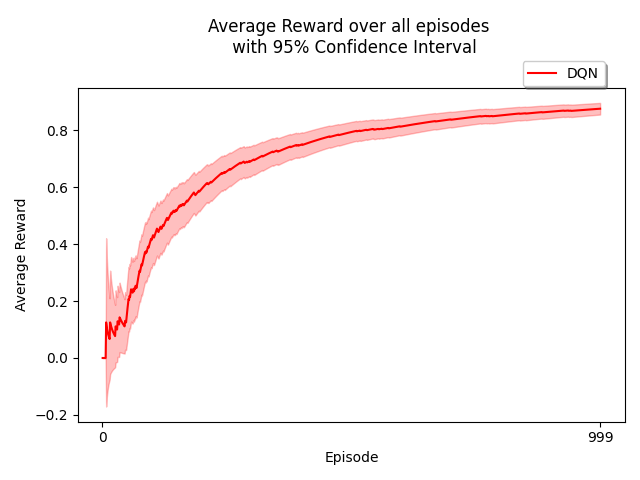 Average Reward over all episodes
with 95% Confidence Interval
DQN
Average Reward
0.8
0.6
0.4
0.2
0.0
−0.2
0
999
Episode